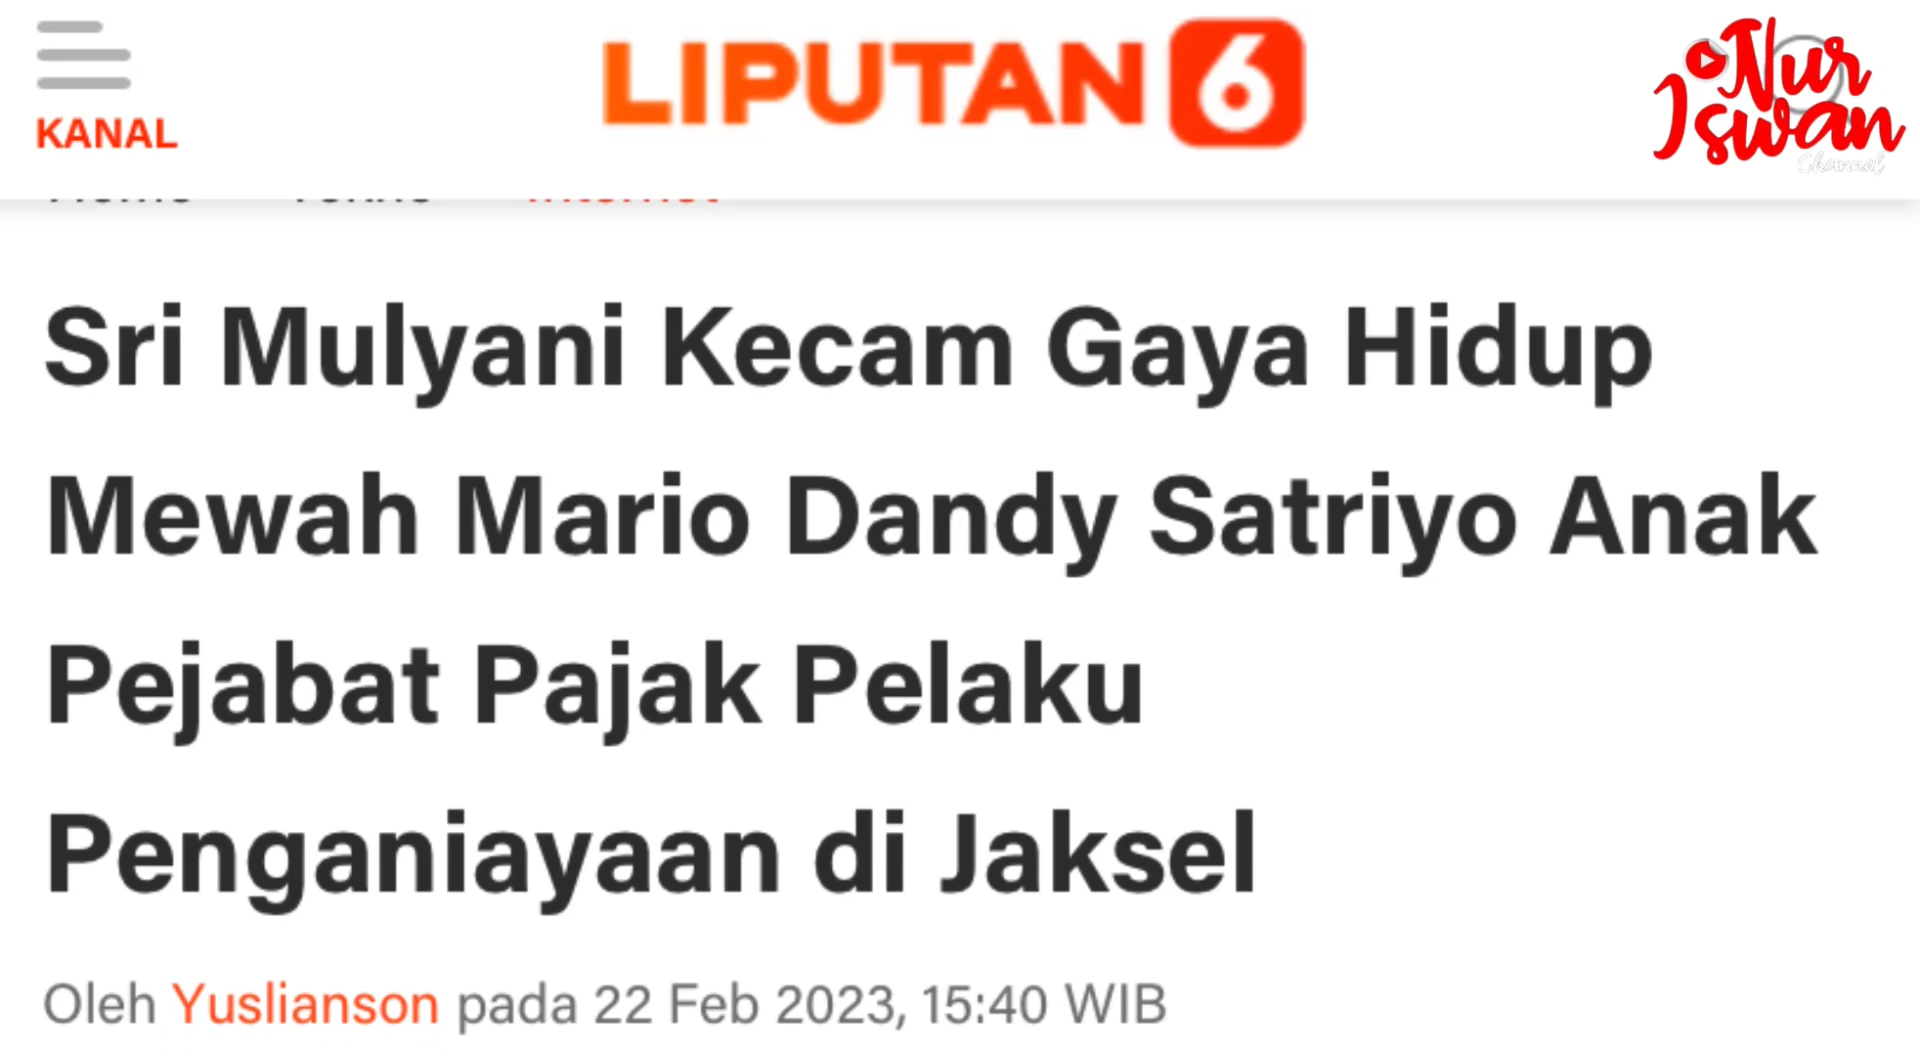 KANAL
LIPUTAN 6
Nur
Iswan
Channel
Sri Mulyani Kecam Gaya Hidup
Mewah Mario Dandy Satriyo Anak
Pejabat Pajak Pelaku
Penganiayaan di Jaksel
Oleh Yuslianson pada 22 Feb 2023, 15:40 WIB